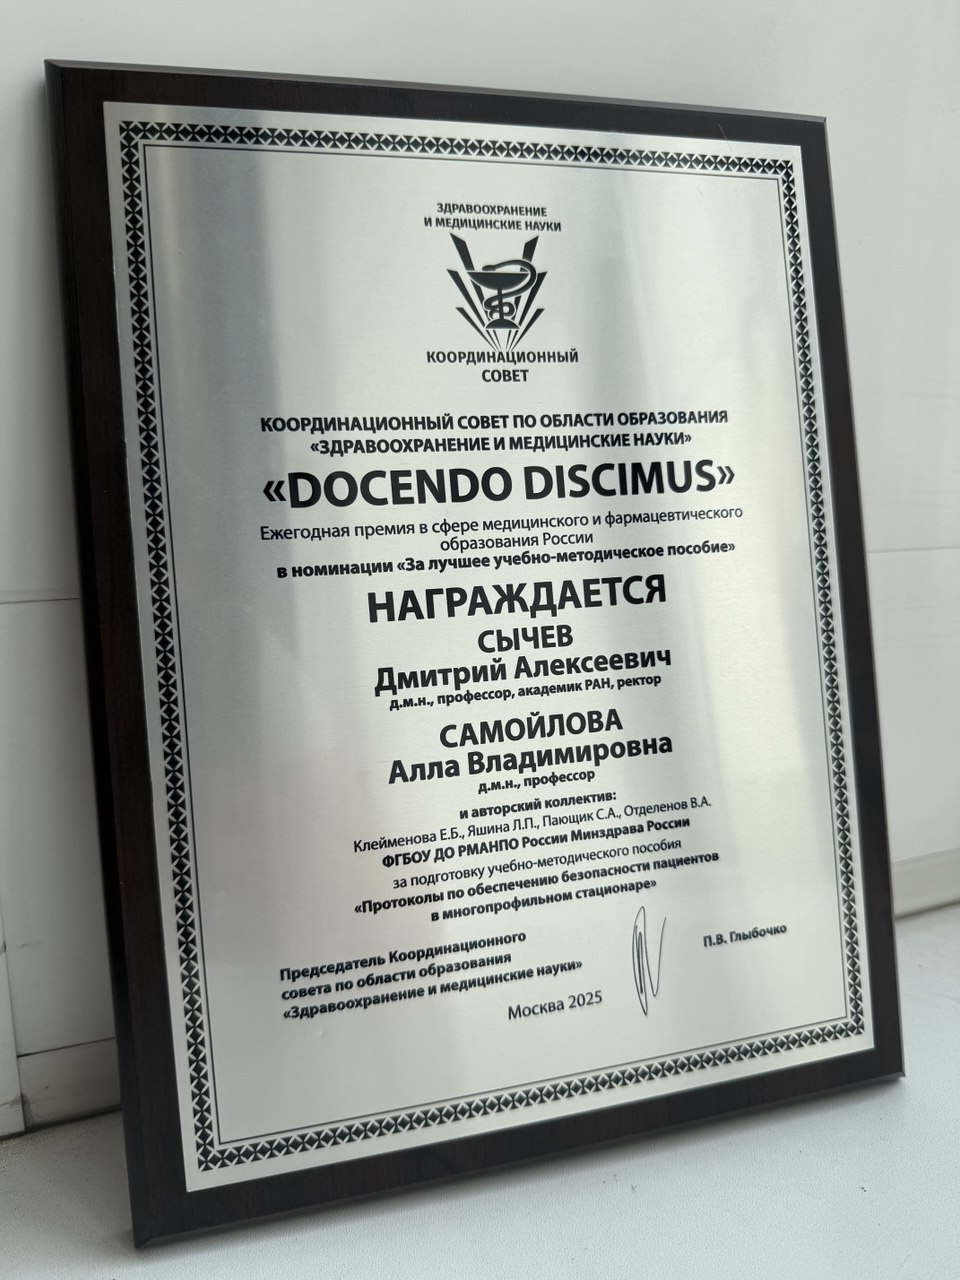 ЗДРАВООХРАНЕНИЕ
И МЕДИЦИНСКИЕ НАУКИ
КООРДИНАЦИОННЫЙ
СОВЕТ
КООРДИНАЦИОННЫЙ СОВЕТ ПО ОБЛАСТИ ОБРАЗОВАНИЯ
«ЗДРАВООХРАНЕНИЕ И МЕДИЦИНСКИЕ НАУКИ»
«DOCENDO DISCIMUS»
Ежегодная премия в сфере медицинского и фармацевтического
образования России
в номинации «За лучшее учебно-методическое пособие»
НАГРАЖДАЕТСЯ
СЫЧЕВ
Дмитрий Алексеевич
д.м.н., профессор, академик РАН, ректор
САМОЙЛОВА
Алла Владимировна
д.м.н., профессор
и авторский коллектив:
Клейменова Е.Б., Яшина Л.П., Пающик С.А., Отделенов В.А.
ФГБОУ ДО РМАНПО России Минздрава России
за подготовку учебно-методического пособия
«Протоколы по обеспечению безопасности пациентов
в многопрофильном стационаре»
Председатель Координационного
совета по области образования
«Здравоохранение и медицинские науки»
П.В. Глыбочко
Москва 2025